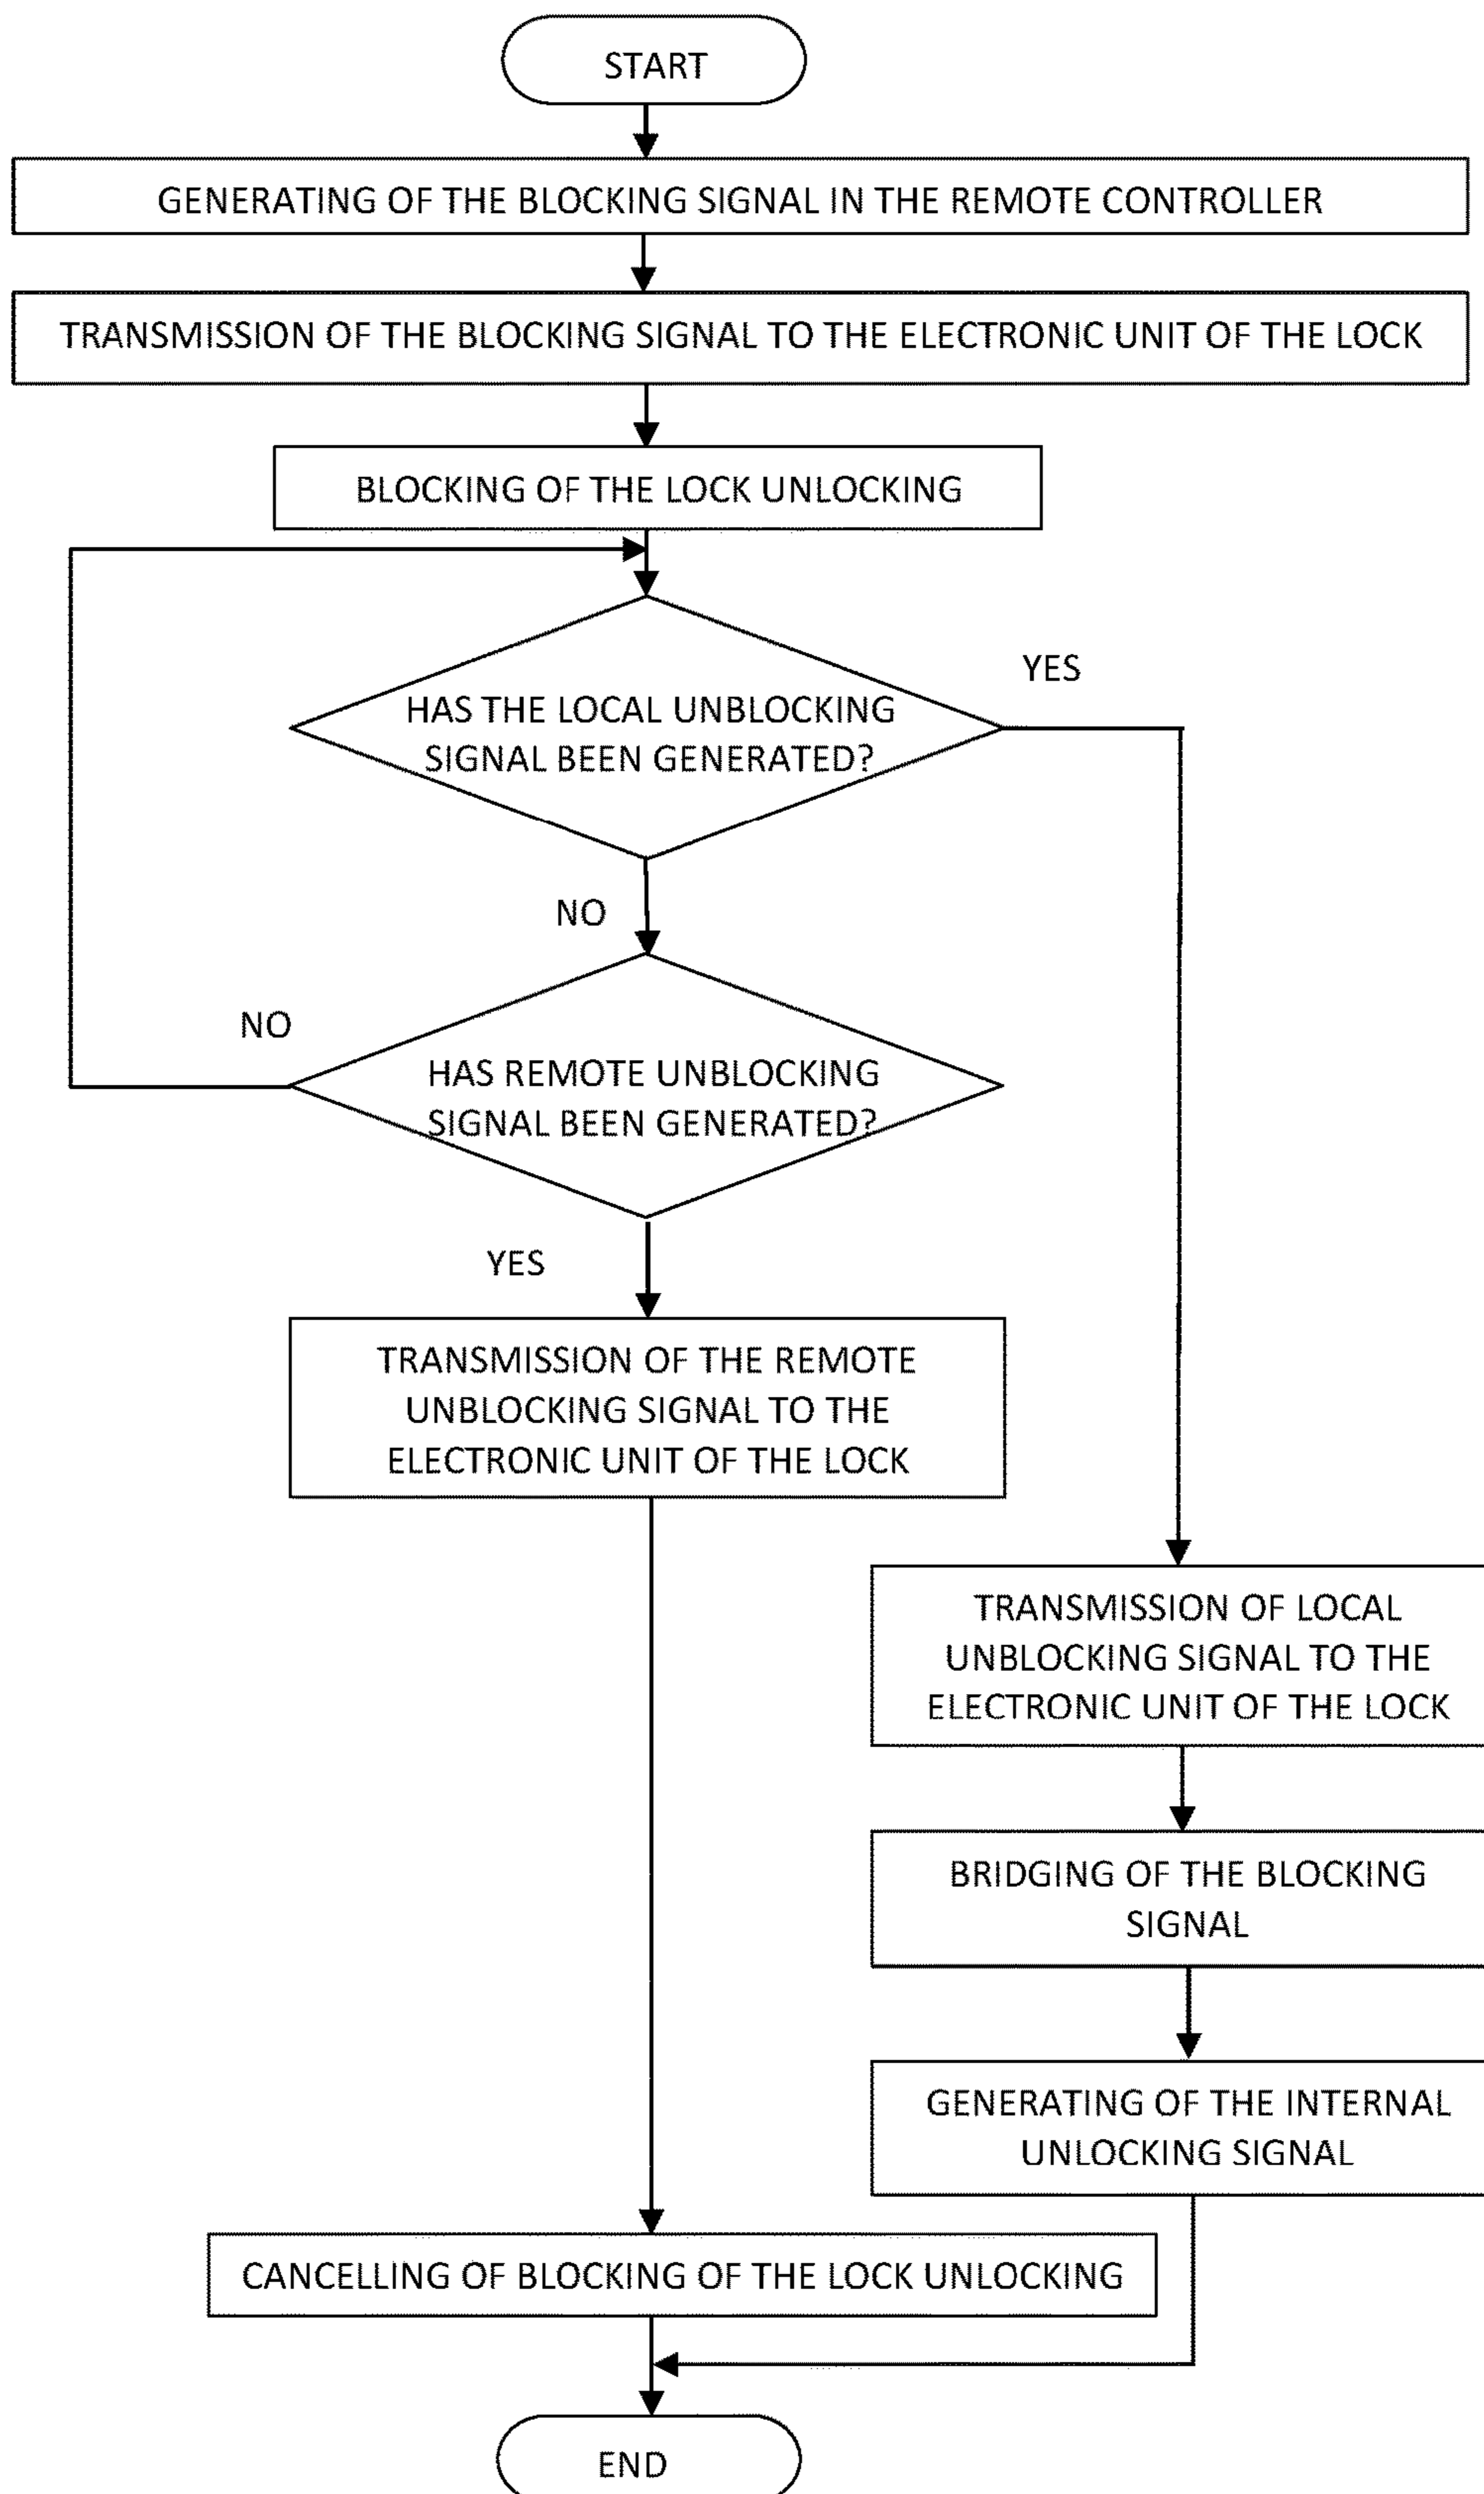 START
GENERATING OF THE BLOCKING SIGNAL IN THE REMOTE CONTROLLER
TRANSMISSION OF THE BLOCKING SIGNAL TO THE ELECTRONIC UNIT OF THE LOCK
BLOCKING OF THE LOCK UNLOCKING
YES
HAS THE LOCAL UNBLOCKING
SIGNAL BEEN GENERATED?
NO
NO
HAS REMOTE UNBLOCKING
SIGNAL BEEN GENERATED?
YES
TRANSMISSION OF THE REMOTE
UNBLOCKING SIGNAL TO THE
ELECTRONIC UNIT OF THE LOCK
TRANSMISSION OF LOCAL
UNBLOCKING SIGNAL TO THE
ELECTRONIC UNIT OF THE LOCK
BRIDGING OF THE BLOCKING
SIGNAL
GENERATING OF THE INTERNAL
UNLOCKING SIGNAL
CANCELLING OF BLOCKING OF THE LOCK UNLOCKING
END